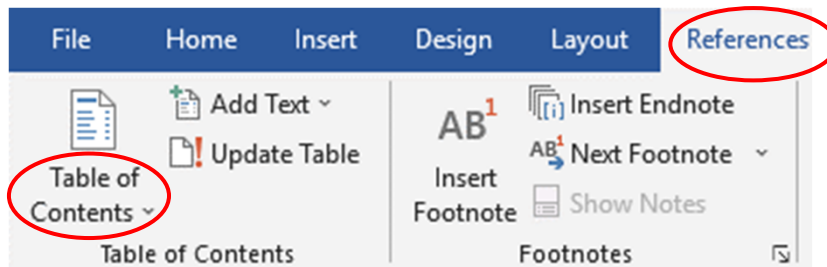 File Home Insert Design Layout References
Add Text
Update Table
Table of
Contents
Table of Contents
AB1
Insert
Footnote
[i] Insert Endnote
AB1 Next Footnote
Show Notes
Footnotes